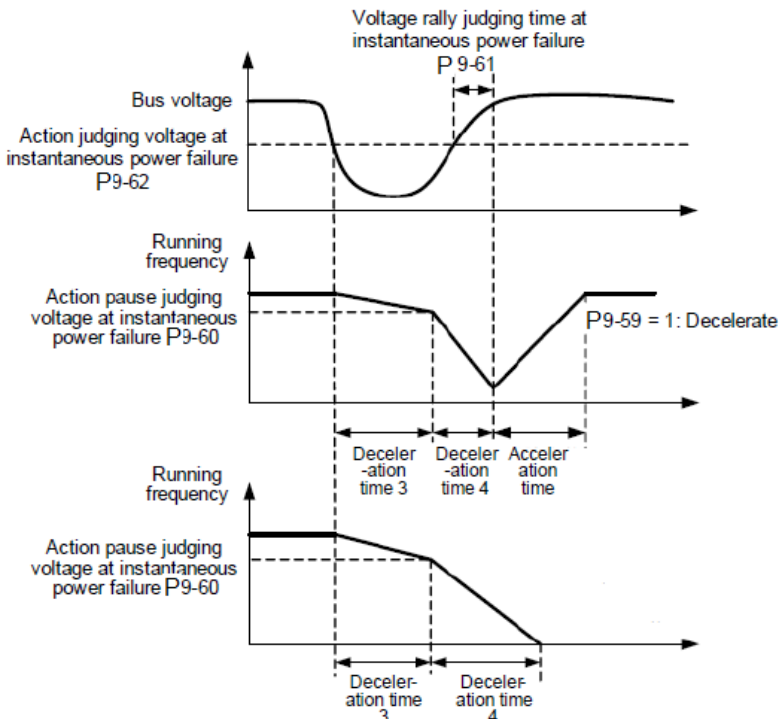 Voltage rally judging time at
instantaneous power failure
P 9-61
Bus voltage
Action judging voltage at
instantaneous power failure
P9-62
Running
frequency
Action pause judging
voltage at instantaneous
power failure P9-60
P9-59 = 1: Decelerate
Deceler
-ation
time 3
Deceler
-ation
time 4
Acceler
ation
time
Running
frequency
Action pause judging
voltage at instantaneous
power failure P9-60
Deceler-
ation time
3
Deceler-
ation time
4